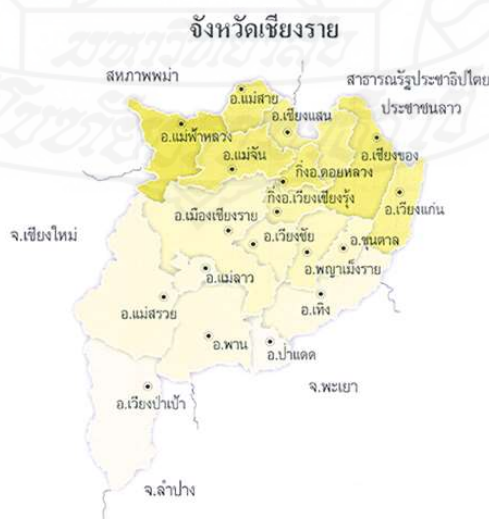 จังหวัดเชียงราย
สหภาพพม่า
สาธารณรัฐประชาธิปไตย
ประชาชนลาว
อ.แม่สาย
อ.เชียงแสน
อ.แม่ฟ้าหลวง
อ.แม่จัน
อ.เชียงของ
กิ่งอ.ดอยหลวง
กิ่งอ.เวียงเชียงรุ้ง
อ.เวียงแก่น
จ.เชียงใหม่
อ.เมืองเชียงราย
อ.เวียงชัย
อ.ขุนตาล
อ.พญาเม็งราย
อ.แม่ลาว
อ.แม่สรวย
อ.เทิง
อ.พาน
อ.ป่าแดด
จ.พะเยา
อ.เวียงป่าเป้า
จ.ลำปาง